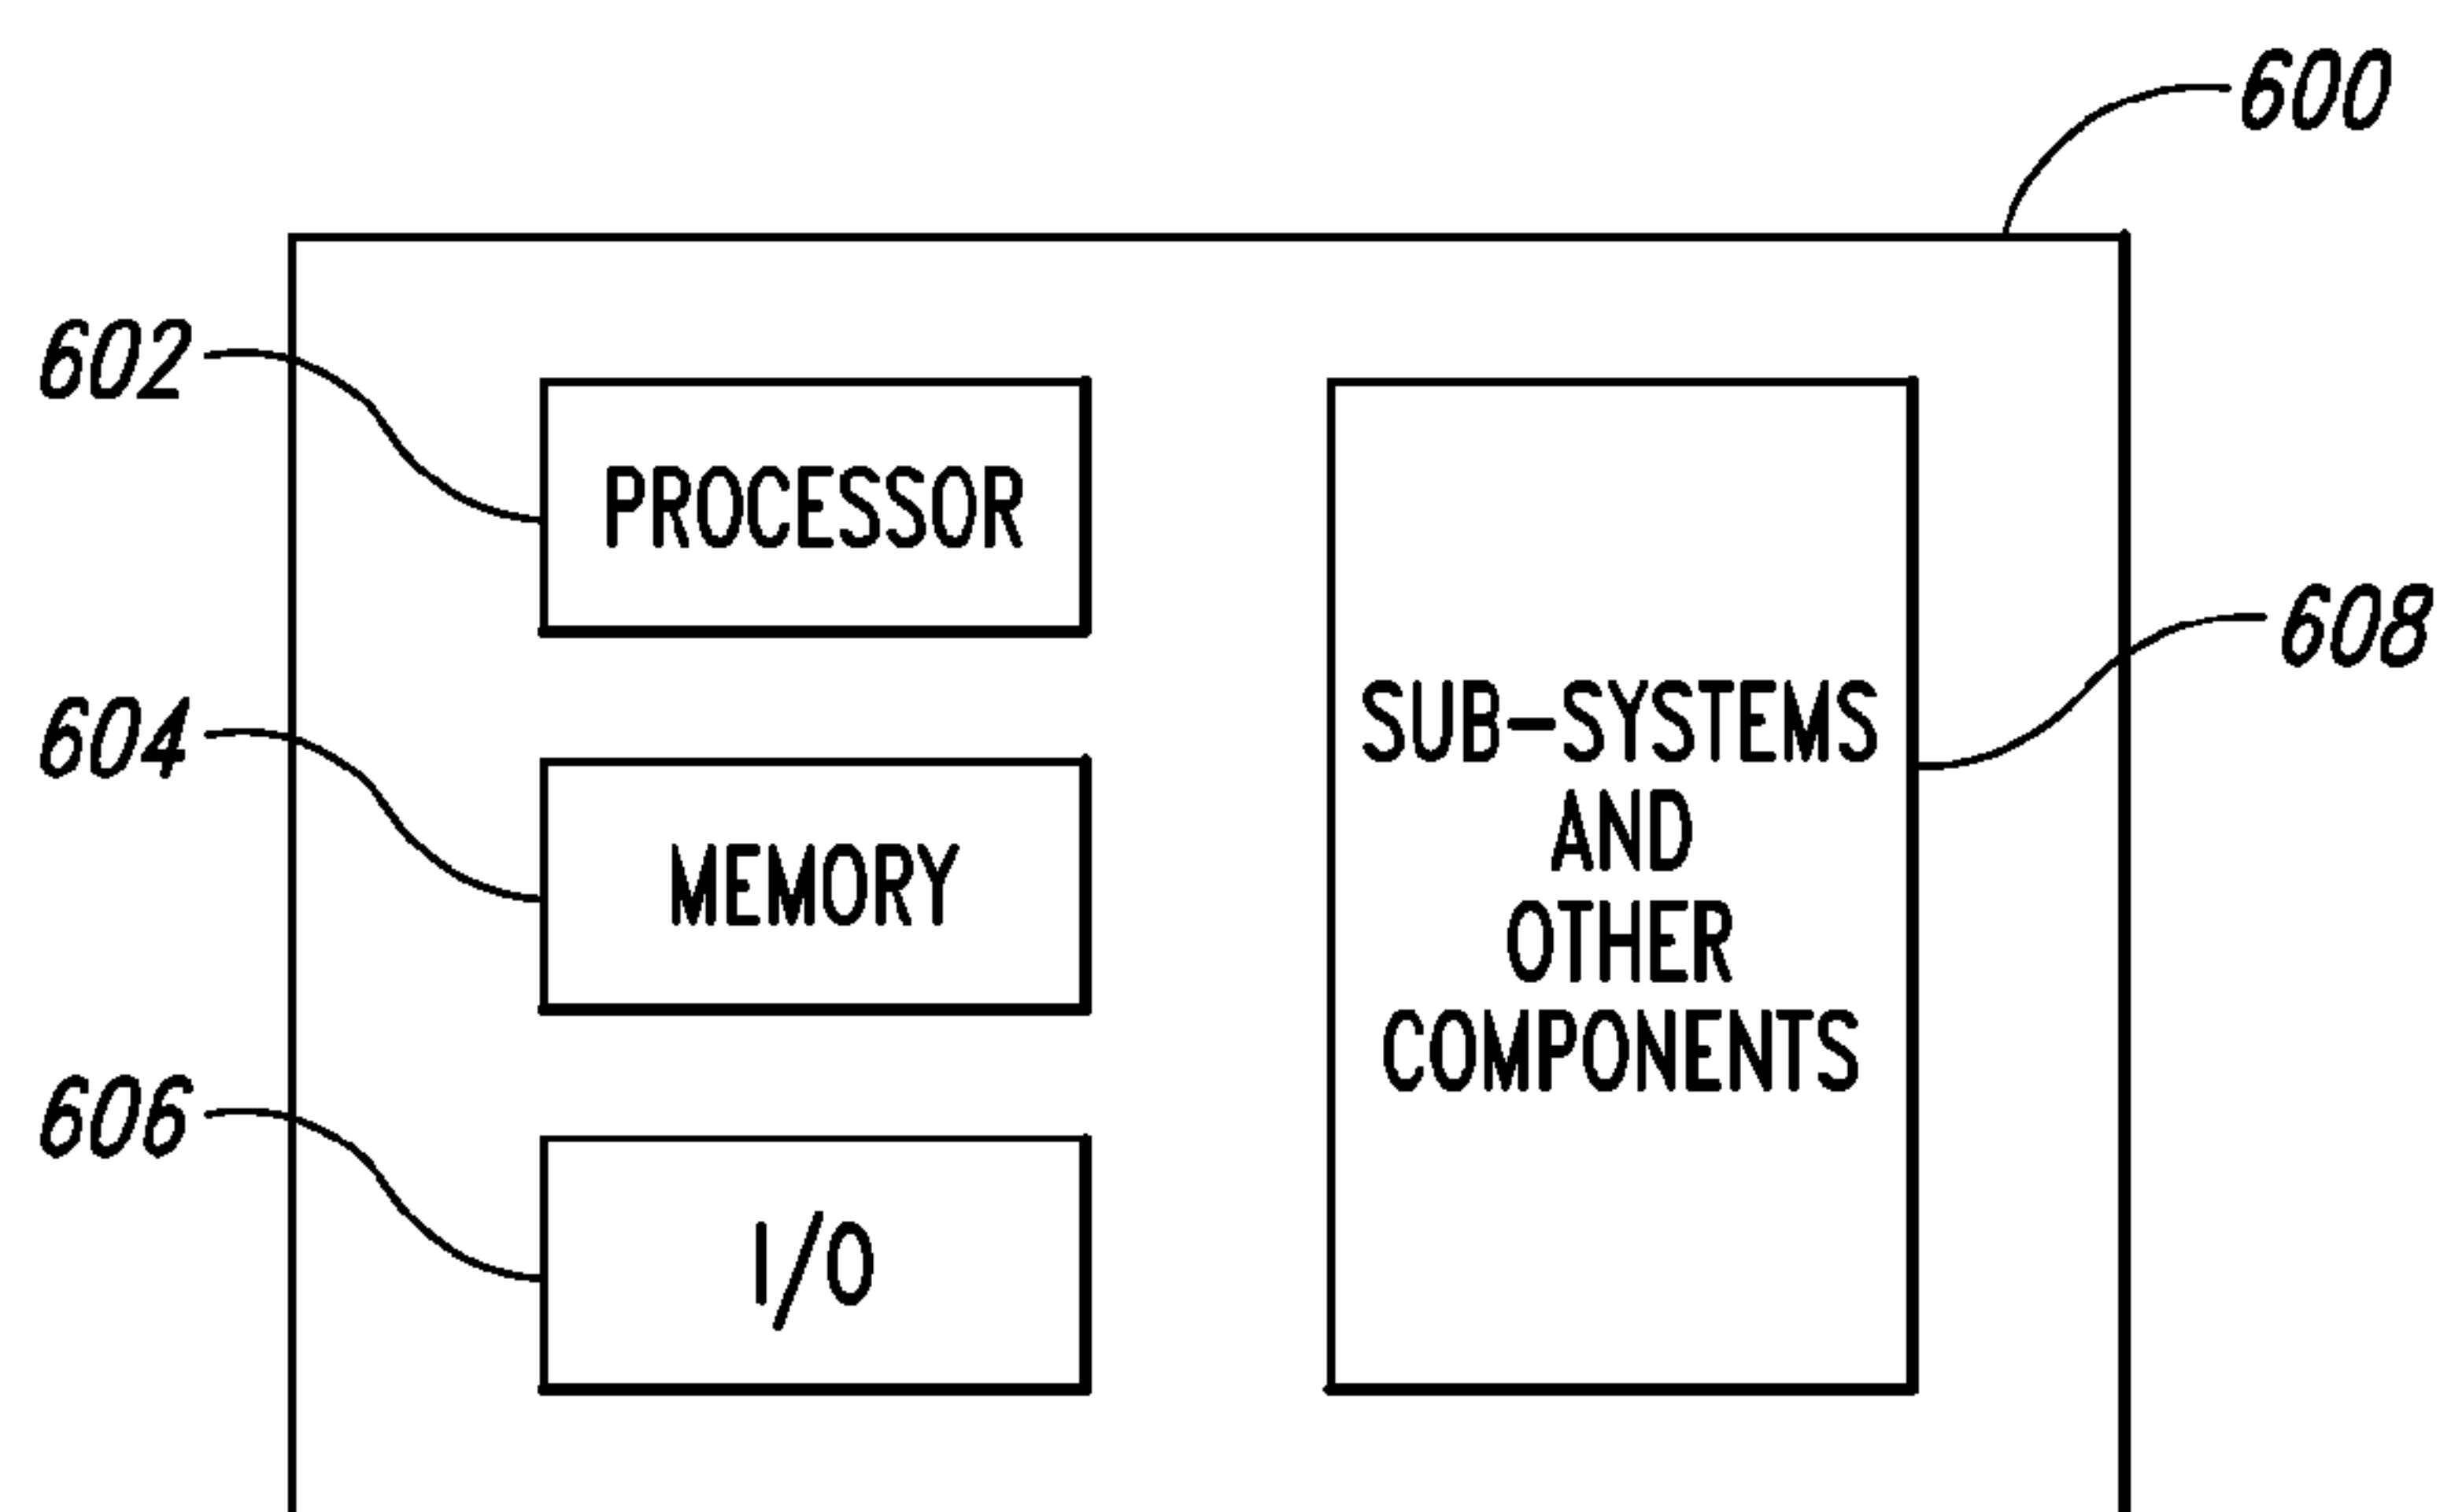 600
602
PROCESSOR
608
604
SUB-SYSTEMS
AND
OTHER
COMPONENTS
MEMORY
606
I/O